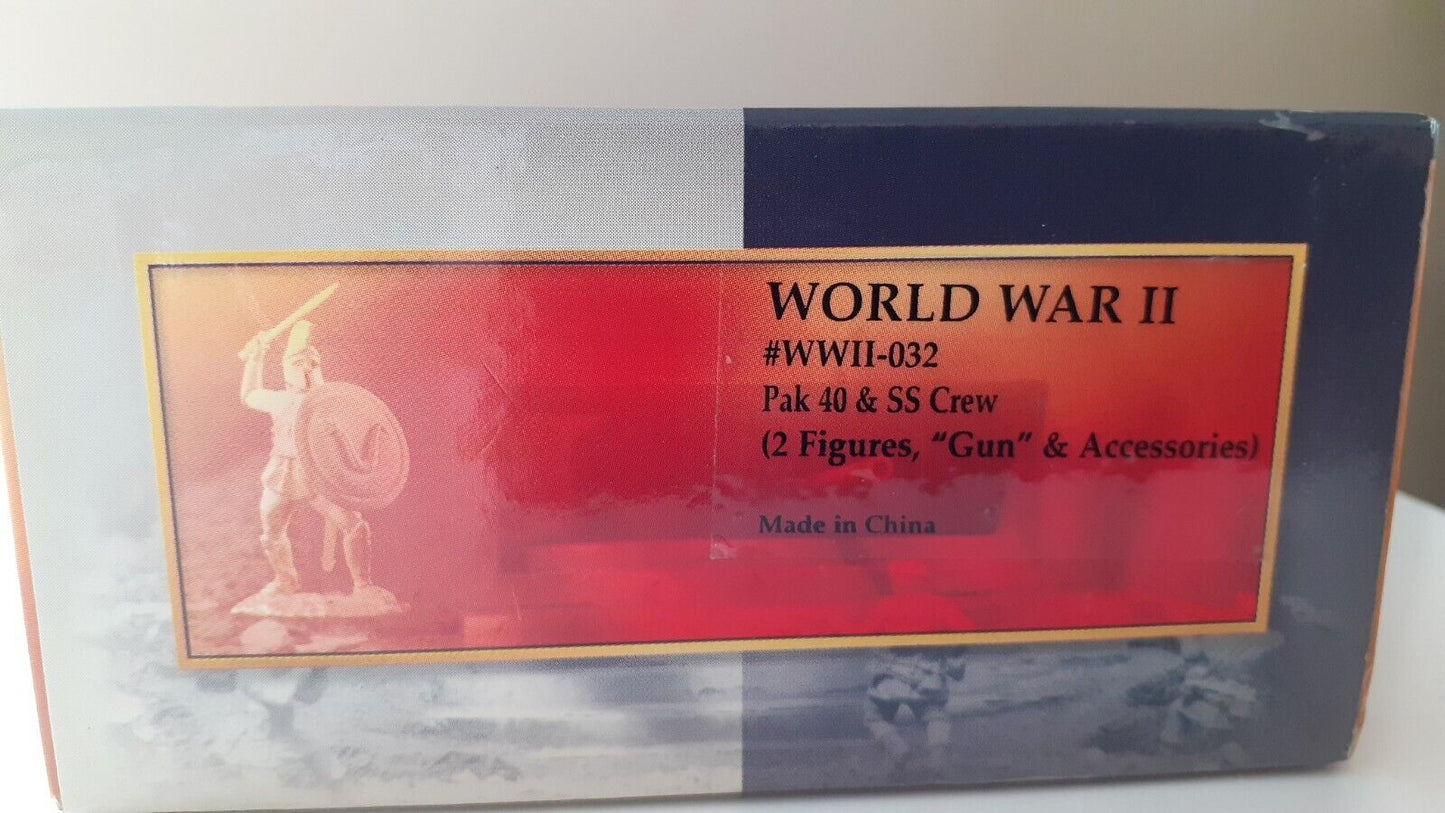 WORLD WAR II
#WWII-032
Pak 40 & SS Crew
(2 Figures, “Gun” & Accessories)
Made in China